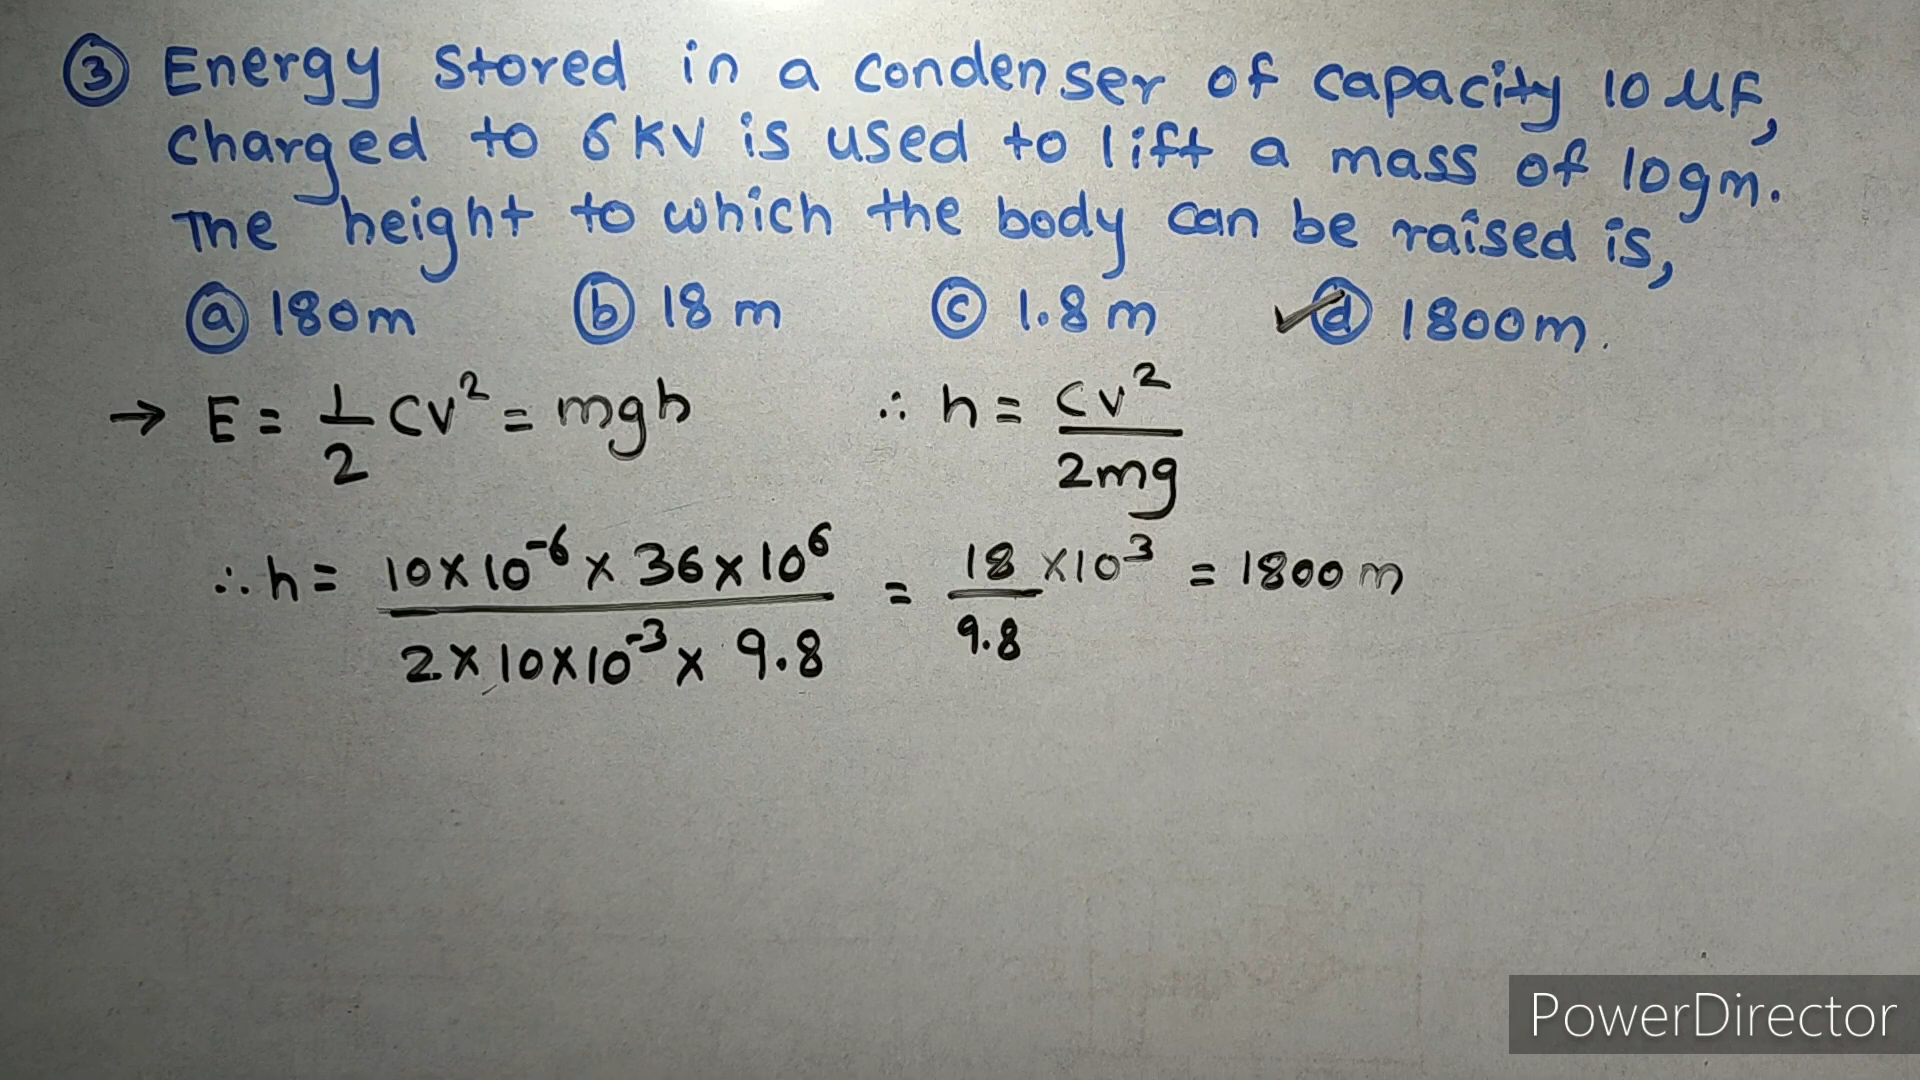 ③ Energy stored in a condenser of capacity 10 μF,
charged to 6 KV is used to lift a mass of 10gm.
The height to which the body can be raised is,
ⓐ 180m ⓑ 18 m ⓒ 1.8 m ✓ⓓ 1800m.
→ E = 1/2 CV² = mgh ∴ h = CV²/2mg
∴ h = 10×10⁻⁶ × 36×10⁶ / 2×10×10⁻³ × 9.8 = 18/9.8 ×10³ = 1800 m
PowerDirector